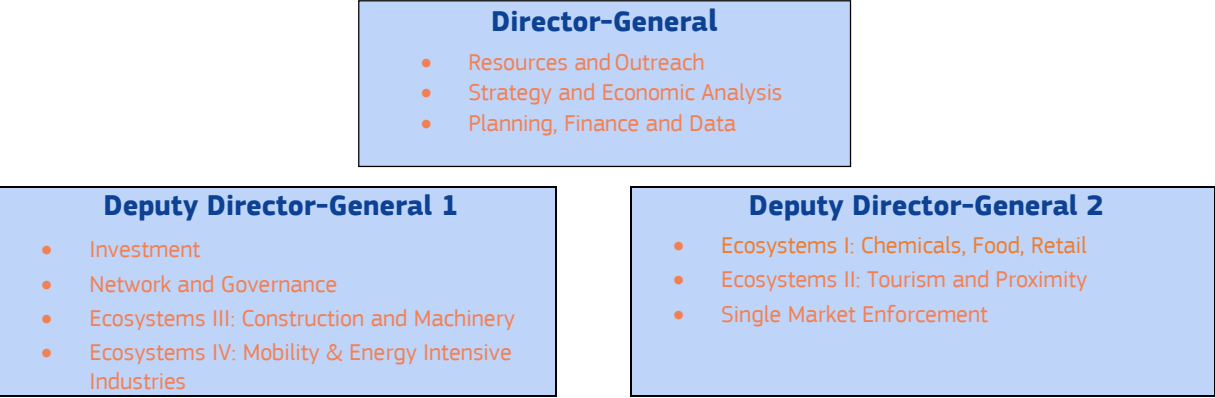 Director-General
• Resources and Outreach
• Strategy and Economic Analysis
• Planning, Finance and Data
Deputy Director-General 1
• Investment
• Network and Governance
• Ecosystems III: Construction and Machinery
• Ecosystems IV: Mobility & Energy Intensive
Industries
Deputy Director-General 2
• Ecosystems I: Chemicals, Food, Retail
• Ecosystems II: Tourism and Proximity
• Single Market Enforcement